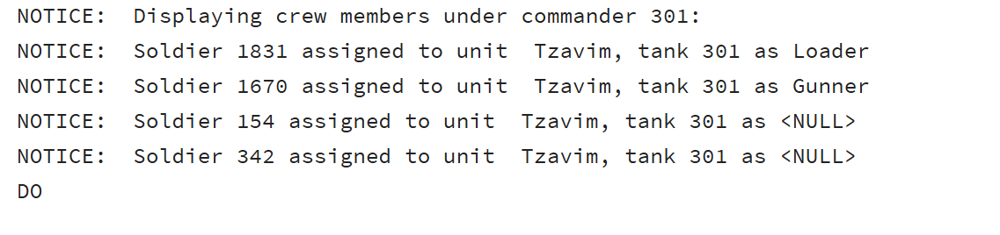 NOTICE:  Displaying crew members under commander 301:
NOTICE:  Soldier 1831 assigned to unit  Tzavim, tank 301 as Loader
NOTICE:  Soldier 1670 assigned to unit  Tzavim, tank 301 as Gunner
NOTICE:  Soldier 154 assigned to unit  Tzavim, tank 301 as <NULL>
NOTICE:  Soldier 342 assigned to unit  Tzavim, tank 301 as <NULL>
DO